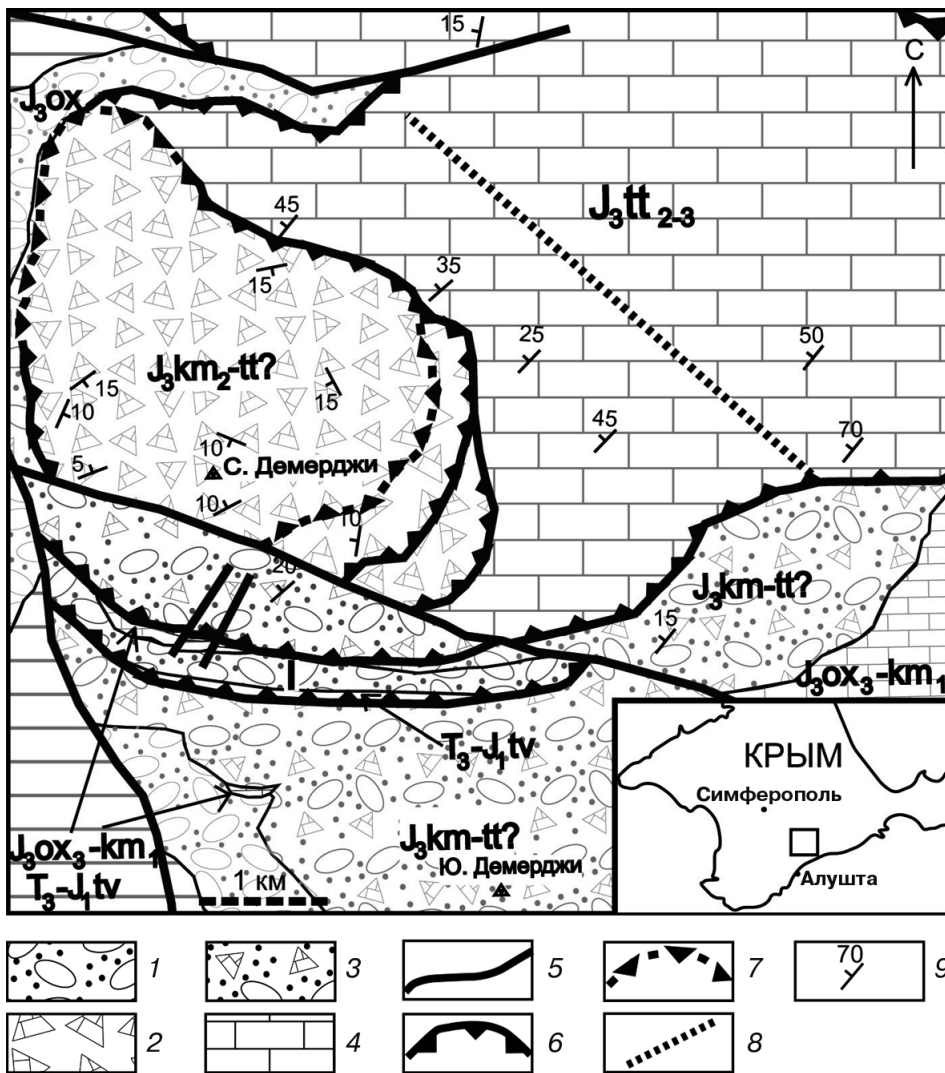 15
С
J₃ox
J₃tt ₂₋₃
45
15
35
25
50
J₃km₂-tt?
15
10
15
45
70
10
5
С. Демерджи
10
10
20
J₃km-tt?
15
J₃ox₃-km₁
T₃-J₁tv
КРЫМ
Симферополь
J₃ox₃-km₁
J₃km-tt?
Ю. Демерджи
T₃-J₁tv
1 км
Алушта
1
3
5
7
70
9
2
4
6
8